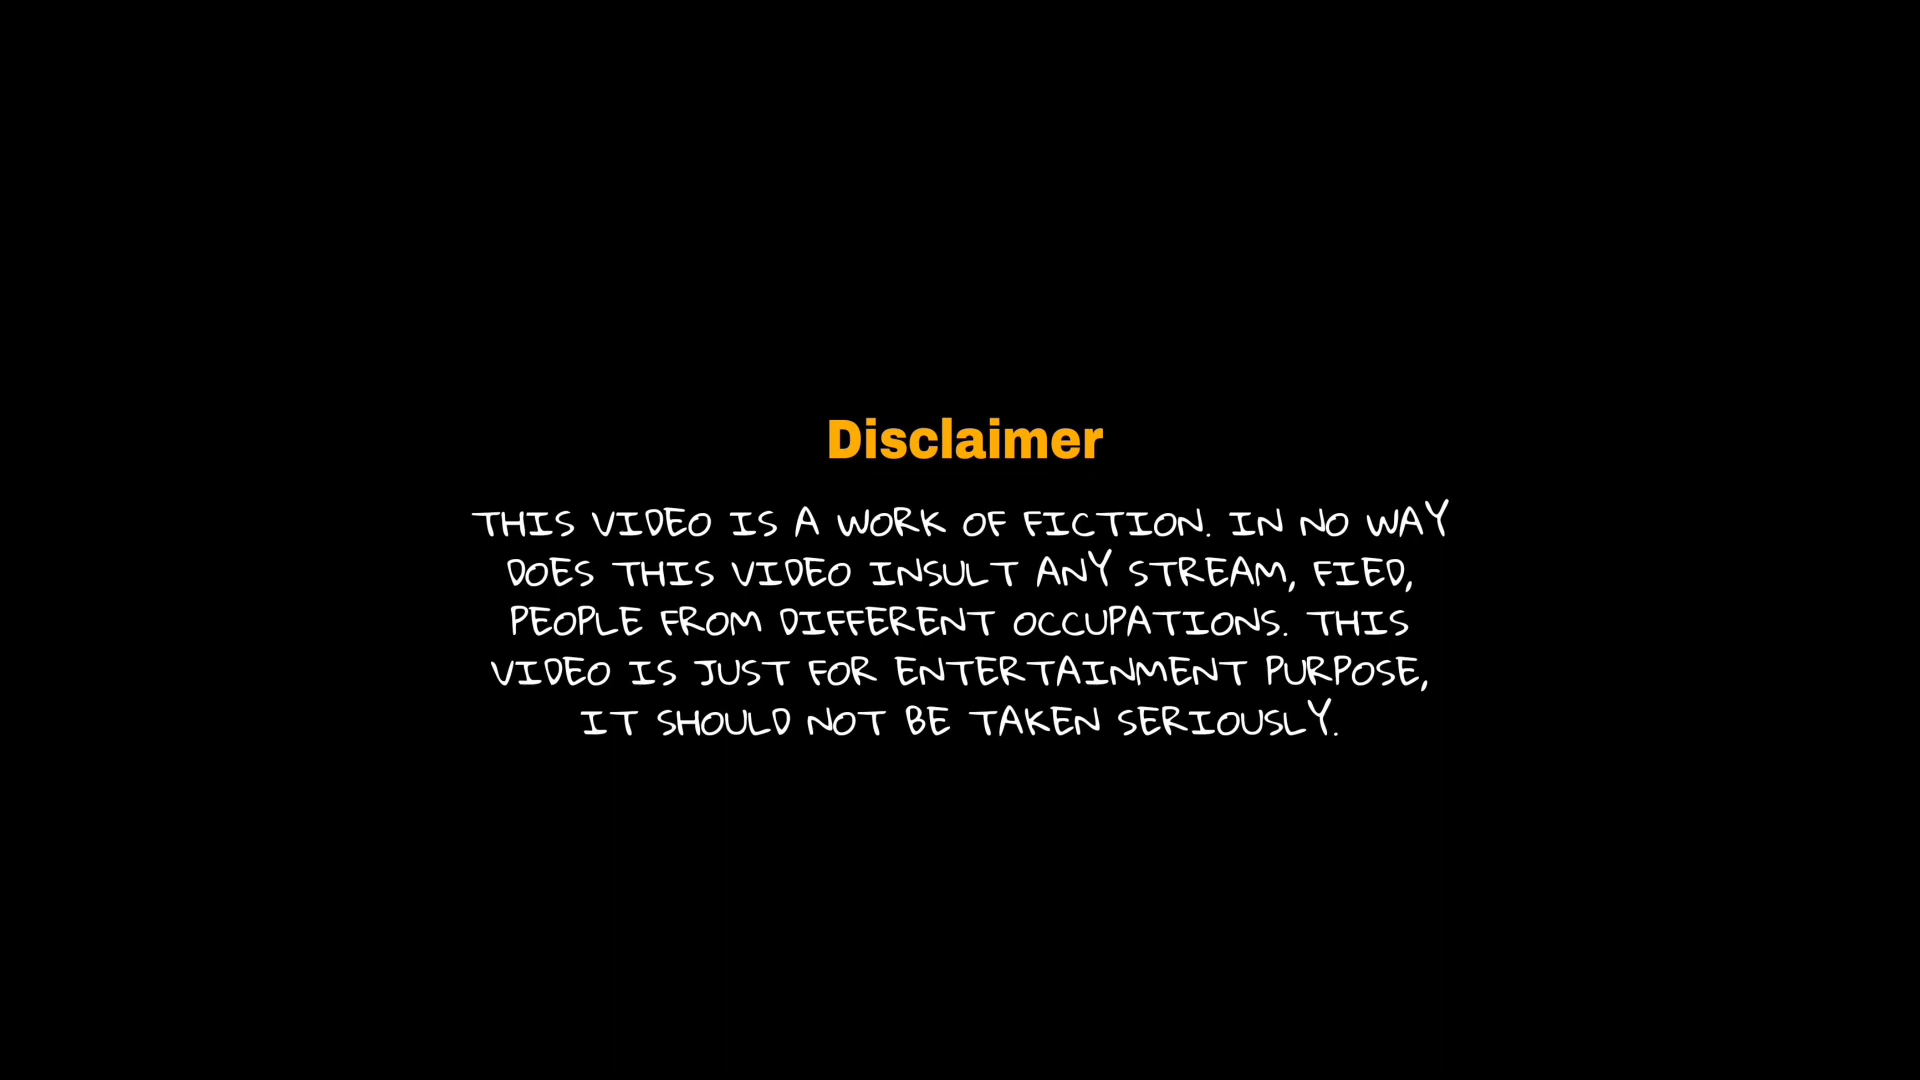 Disclaimer
THIS VIDEO IS A WORK OF FICTION. IN NO WAY
DOES THIS VIDEO INSULT ANY STREAM, FIED,
PEOPLE FROM DIFFERENT OCCUPATIONS. THIS
VIDEO IS JUST FOR ENTERTAINMENT PURPOSE,
IT SHOULD NOT BE TAKEN SERIOUSLY.